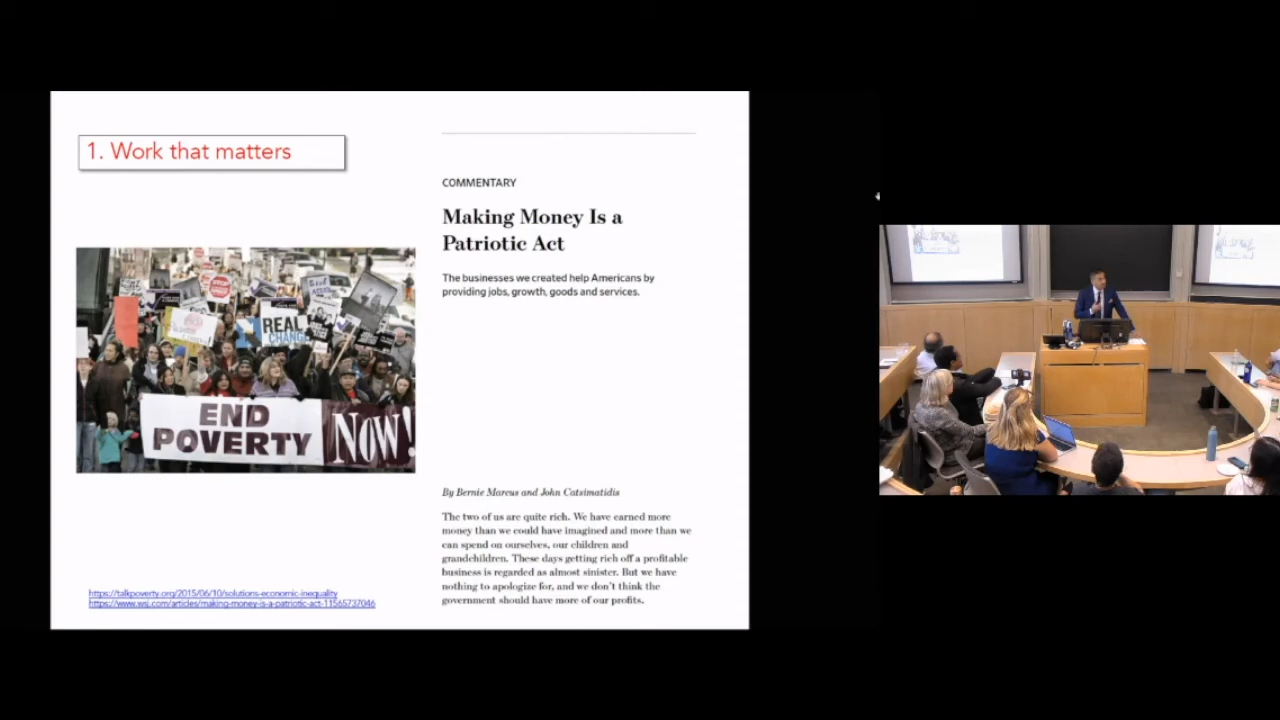 1. Work that matters
COMMENTARY
Making Money Is a
Patriotic Act
The businesses we created help Americans by
providing jobs, growth, goods and services.
STOP
REAL
CHANGE
END
POVERTY
NOW!
By Bernie Marcus and John Catsimatidis
The two of us are quite rich. We have earned more
money than we could have imagined and more than we
can spend on ourselves, our children and
grandchildren. These days getting rich off a profitable
business is regarded as almost sinister. But we have
nothing to apologize for, and we don't think the
government should have more of our profits.
https://talkpoverty.org/2015/06/10/solutions-economic-inequality
https://www.wsj.com/articles/making-money-is-a-patriotic-act-11565737046